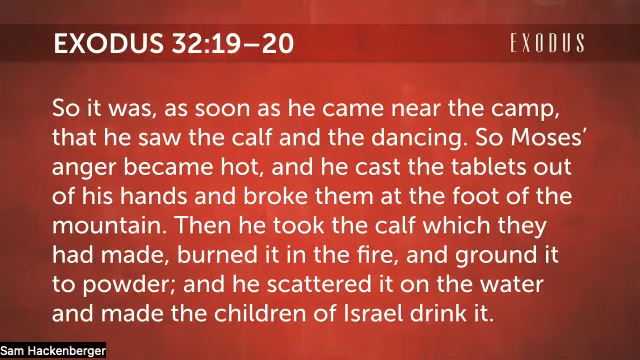 EXODUS 32:19–20
EXODUS
So it was, as soon as he came near the camp,
that he saw the calf and the dancing. So Moses’
anger became hot, and he cast the tablets out
of his hands and broke them at the foot of the
mountain. Then he took the calf which they
had made, burned it in the fire, and ground it
to powder; and he scattered it on the water
and made the children of Israel drink it.
Sam Hackenberger